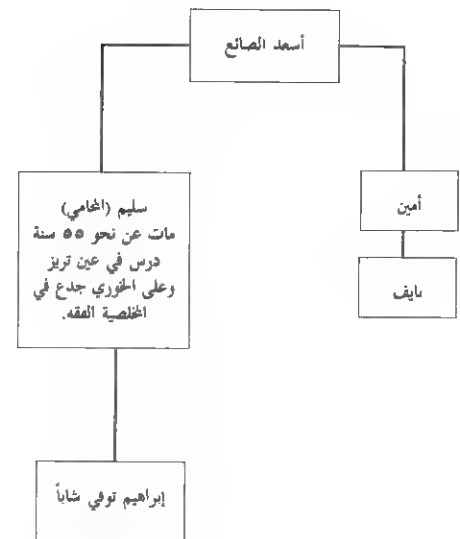 أسعد الصائع
أمين
نايف
سليم (المحامي)
مات عن نحو ٥٥ سنة
درس في عين تريز
وعلى الخوري جدع في
المخلصية الفقه.
إبراهيم توفي شاباً